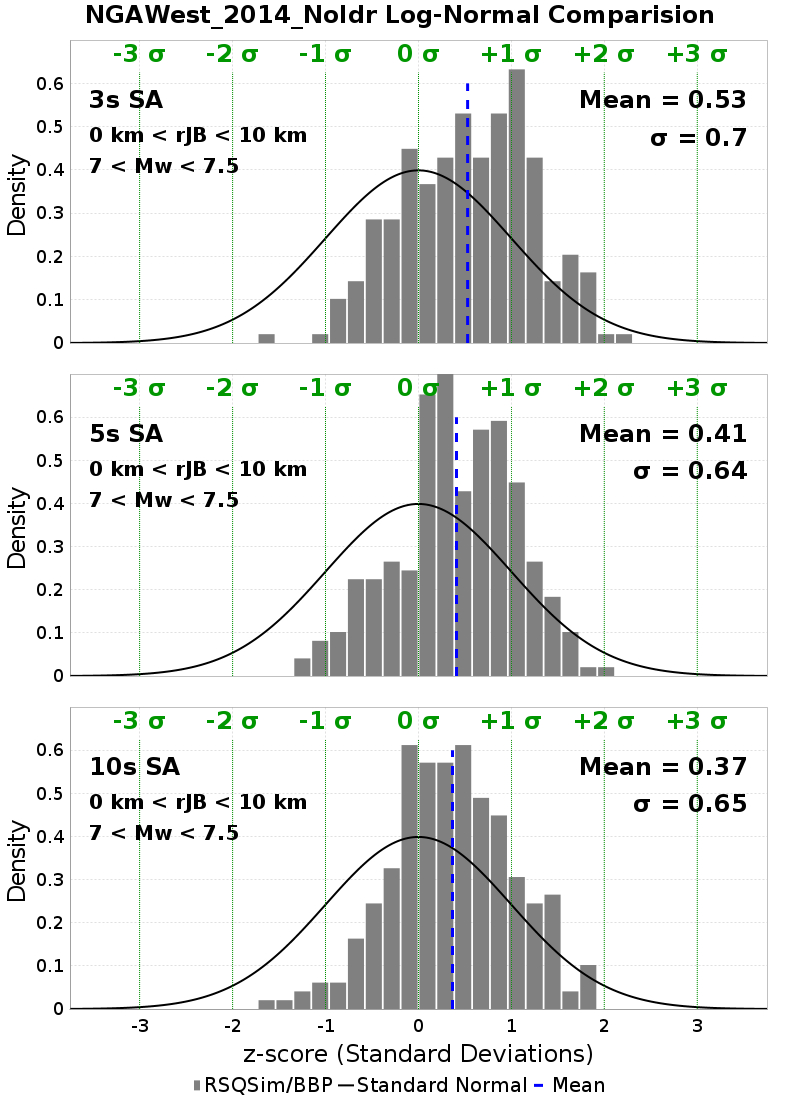 NGAWest_2014_NoIdr Log-Normal Comparision
-3 σ -2 σ -1 σ 0 σ +1 σ +2 σ +3 σ
3s SA
0 km < rJB < 10 km
7 < Mw < 7.5
Mean = 0.53
σ = 0.7
Density
0.6
0.5
0.4
0.3
0.2
0.1
0
-3 σ -2 σ -1 σ 0 σ +1 σ +2 σ +3 σ
5s SA
0 km < rJB < 10 km
7 < Mw < 7.5
Mean = 0.41
σ = 0.64
Density
0.6
0.5
0.4
0.3
0.2
0.1
0
-3 σ -2 σ -1 σ 0 σ +1 σ +2 σ +3 σ
10s SA
0 km < rJB < 10 km
7 < Mw < 7.5
Mean = 0.37
σ = 0.65
Density
0.6
0.5
0.4
0.3
0.2
0.1
0
-3 -2 -1 0 1 2 3
z-score (Standard Deviations)
RSQSim/BBP Standard Normal Mean